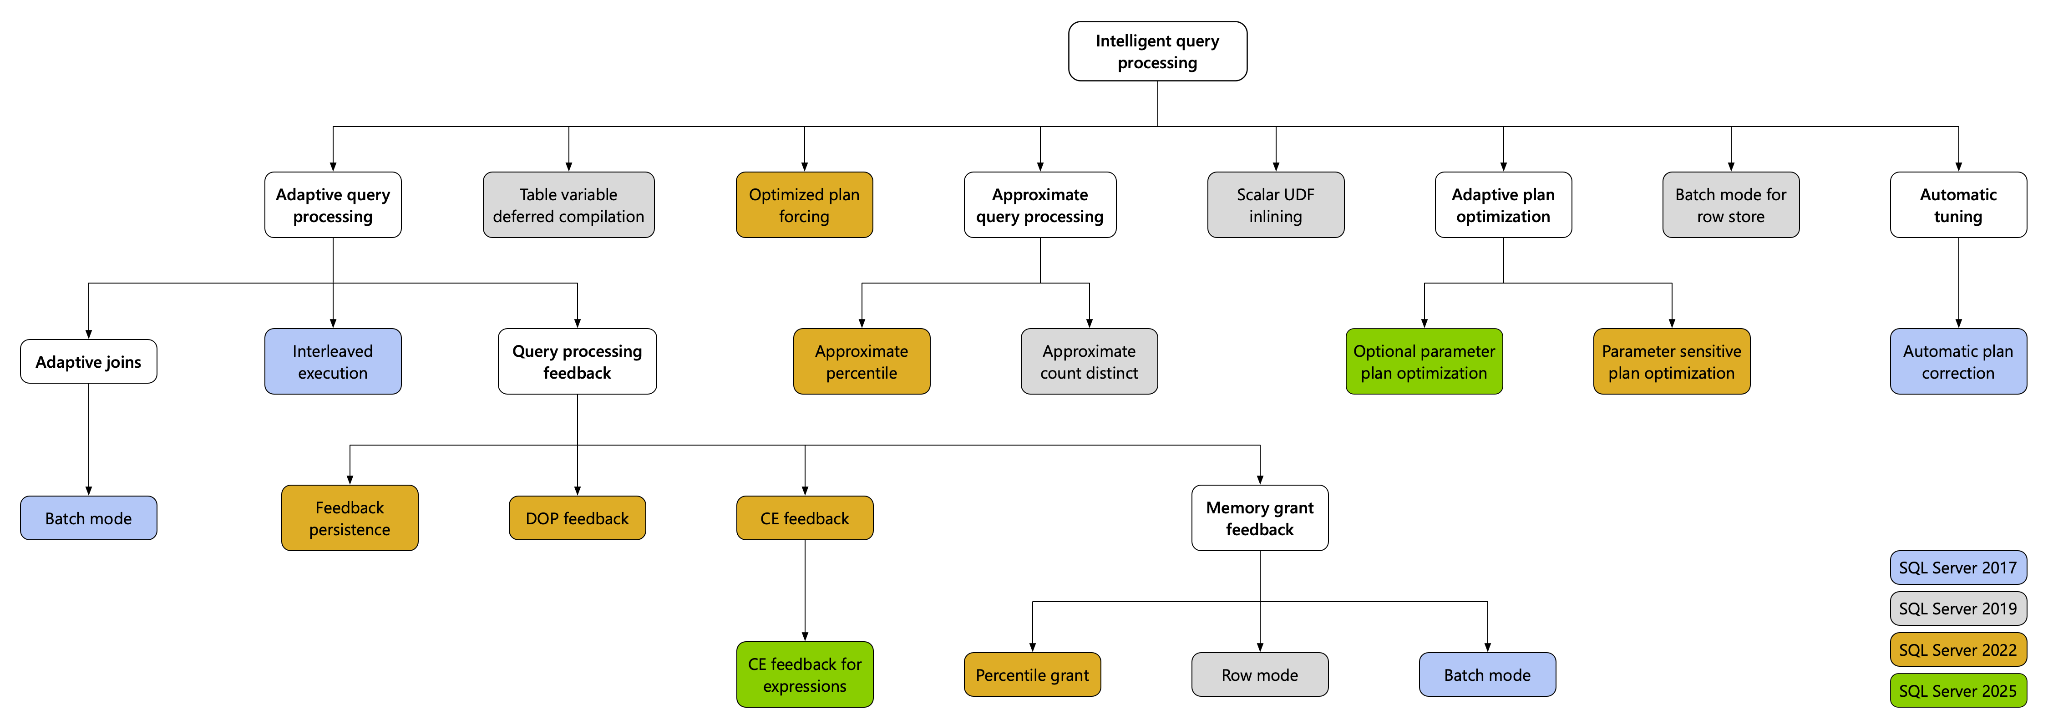 Intelligent query
processing
Adaptive query
processing
Table variable
deferred compilation
Optimized plan
forcing
Approximate
query processing
Scalar UDF
inlining
Adaptive plan
optimization
Batch mode for
row store
Automatic
tuning
Adaptive joins
Interleaved
execution
Query processing
feedback
Approximate
percentile
Approximate
count distinct
Optional parameter
plan optimization
Parameter sensitive
plan optimization
Automatic plan
correction
Batch mode
Feedback
persistence
DOP feedback
CE feedback
Memory grant
feedback
CE feedback for
expressions
Percentile grant
Row mode
Batch mode
SQL Server 2017
SQL Server 2019
SQL Server 2022
SQL Server 2025